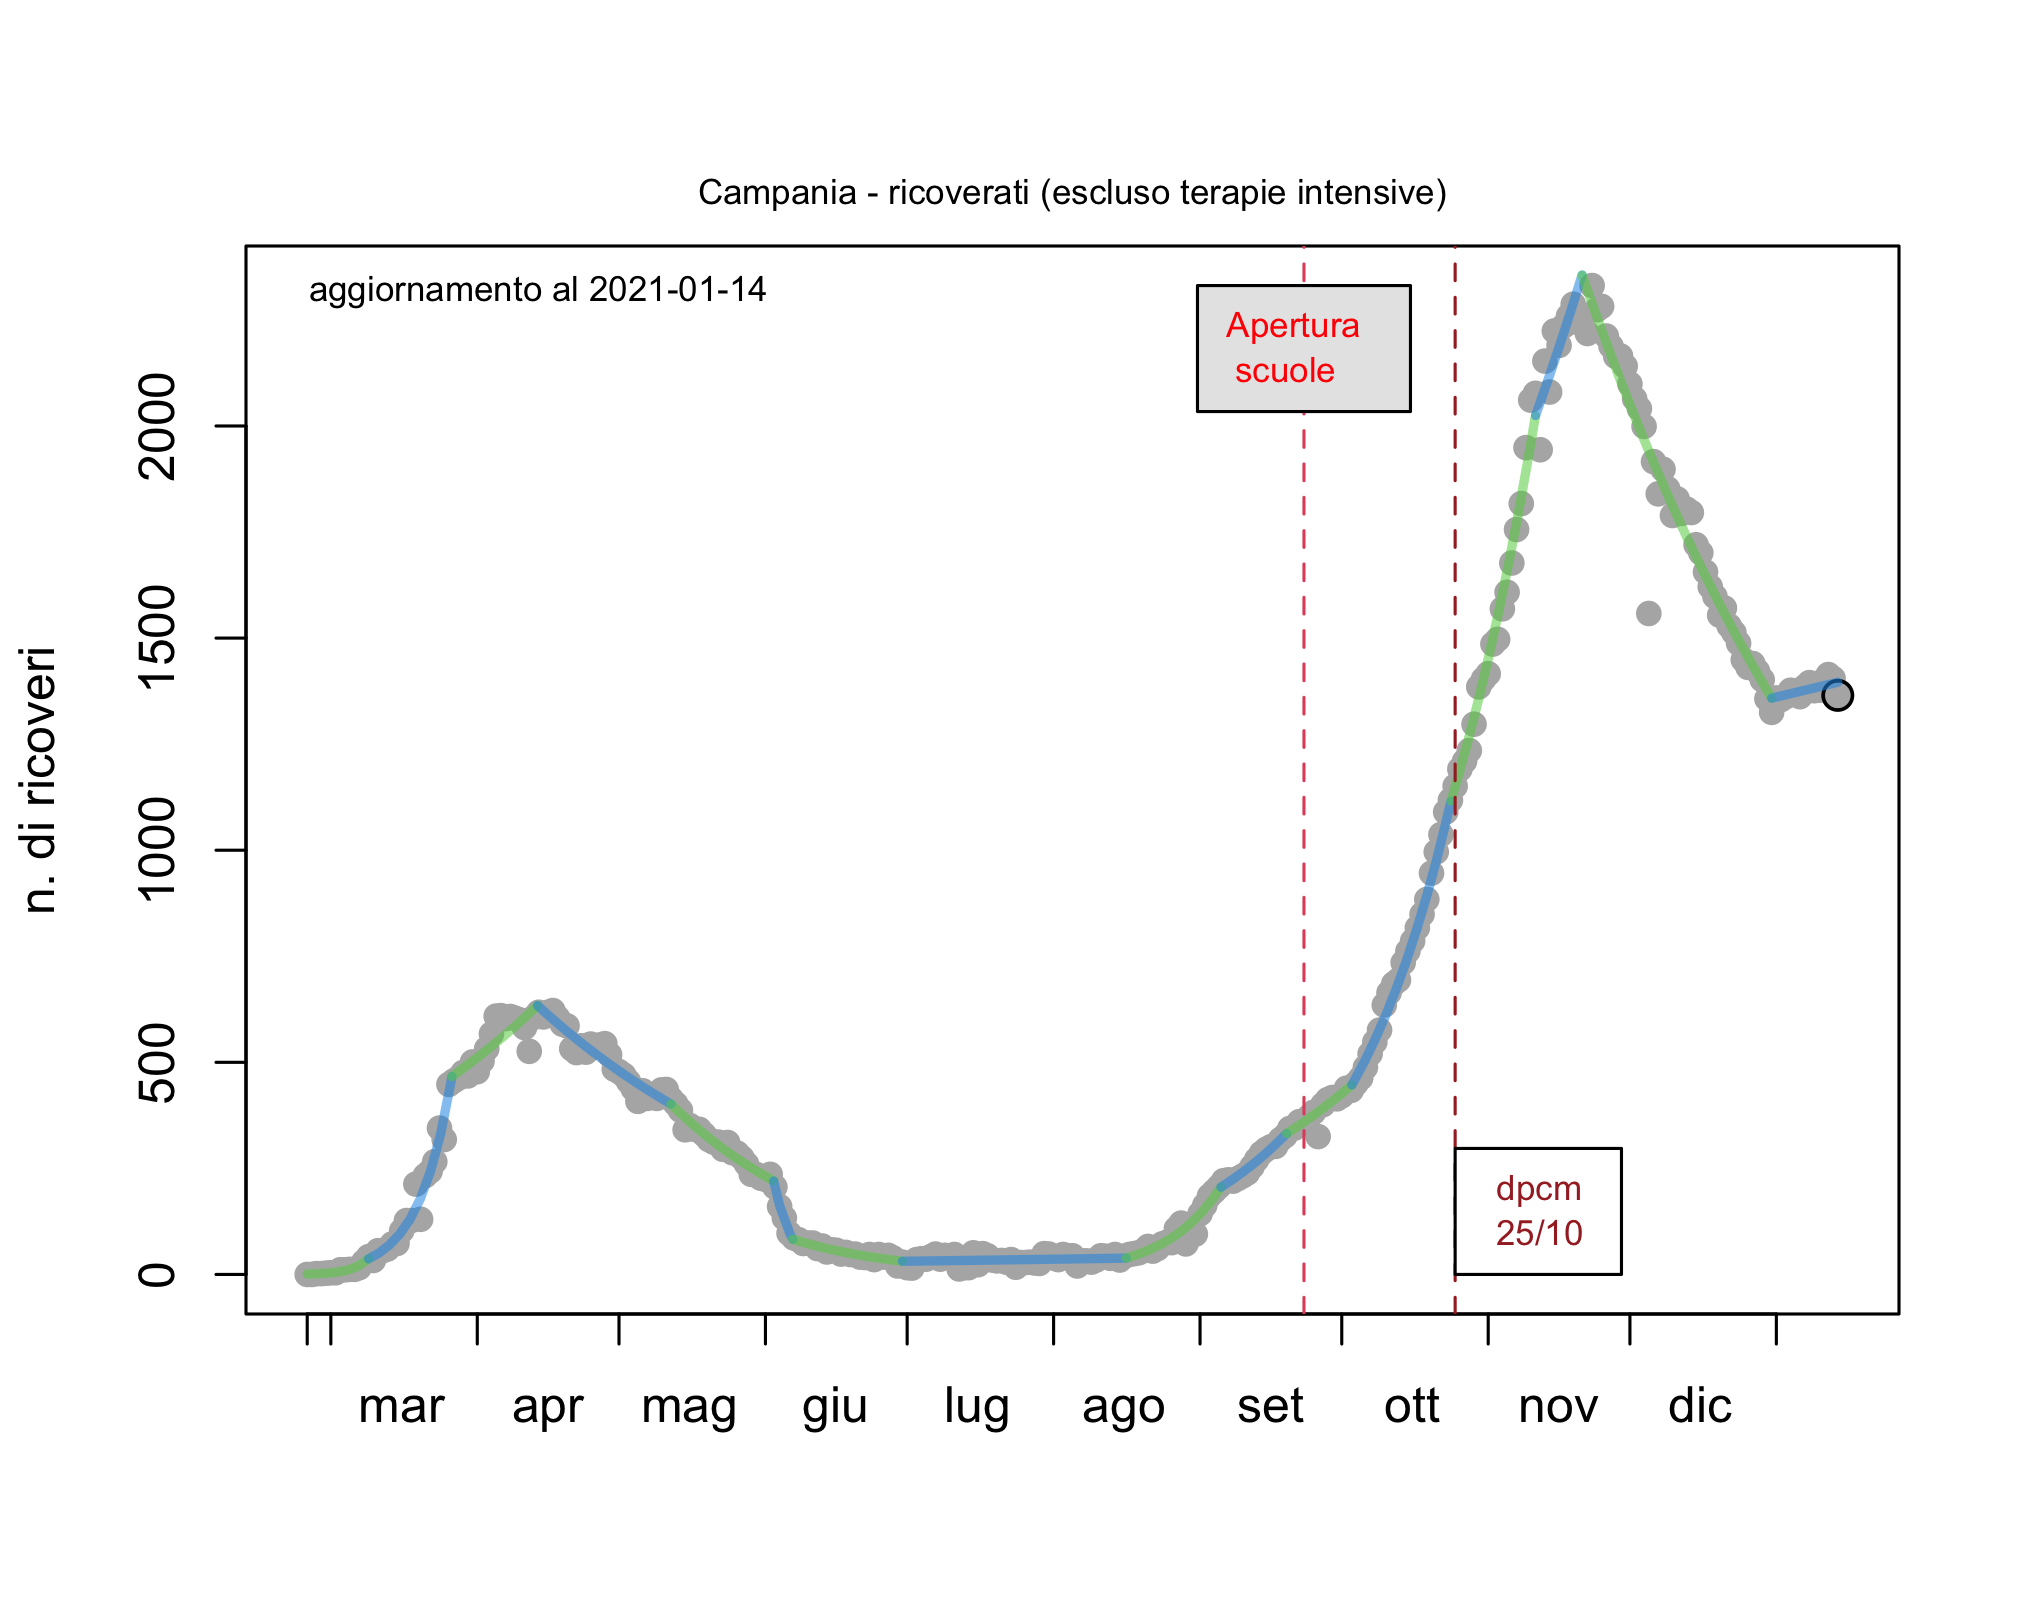 Campania - ricoverati (escluso terapie intensive)
aggiornamento al 2021-01-14
Apertura
scuole
dpcm
25/10
n. di ricoveri
2000
1500
1000
500
0
mar apr mag giu lug ago set ott nov dic